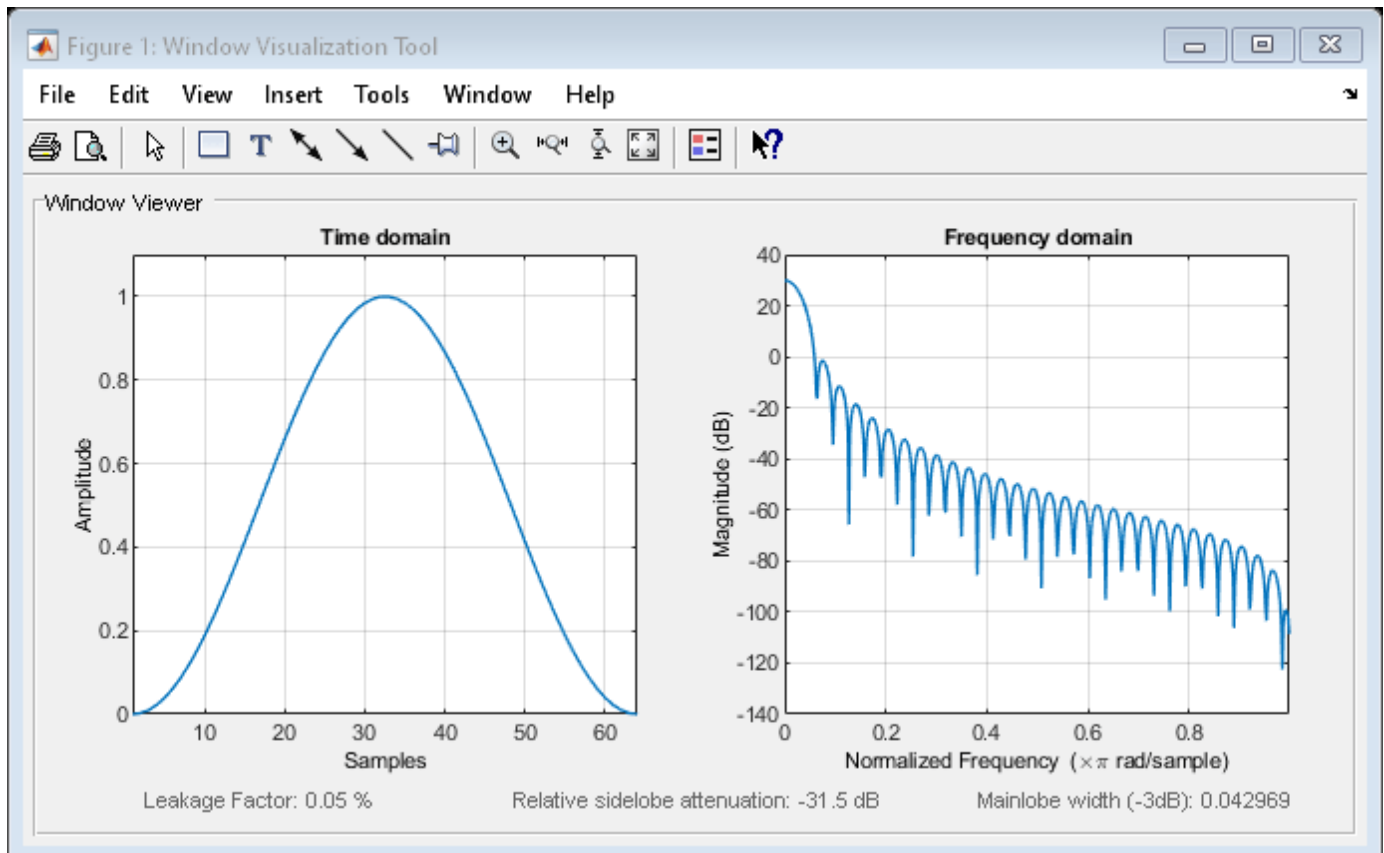 Figure 1: Window Visualization Tool
File Edit View Insert Tools Window Help
T
Window Viewer
Time domain
1
0.8
0.6
0.4
0.2
0
Amplitude
10 20 30 40 50 60
Samples
Frequency domain
40
20
0
-20
-40
-60
-80
-100
-120
-140
Magnitude (dB)
0 0.2 0.4 0.6 0.8
Normalized Frequency (×π rad/sample)
Leakage Factor: 0.05 %
Relative sidelobe attenuation: -31.5 dB
Mainlobe width (-3dB): 0.042969